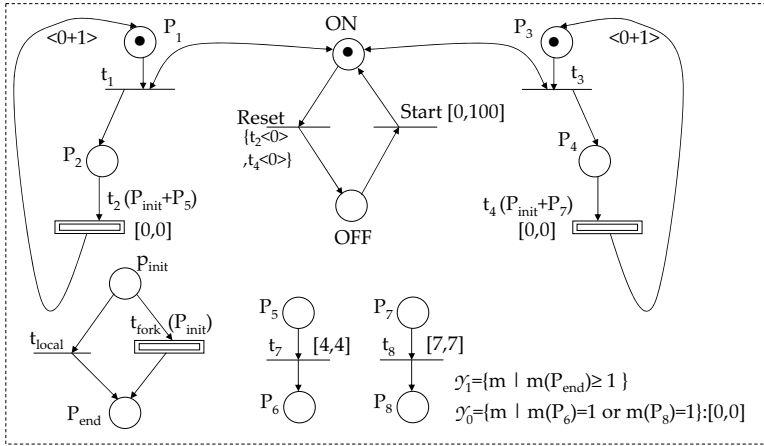 ON
P1
P3
<0+1>
<0+1>
t1
t3
Reset
{t2<0>
,t4<0>}
Start [0,100]
P2
P4
t2 (Pinit+P5)
[0,0]
t4 (Pinit+P7)
[0,0]
OFF
pinit
P5
P7
tlocal
tfork (Pinit)
t7
[4,4]
t8
[7,7]
Pend
P6
P8
𝒴1={m | m(Pend)≥ 1 }
𝒴0={m | m(P6)=1 or m(P8)=1}:[0,0]